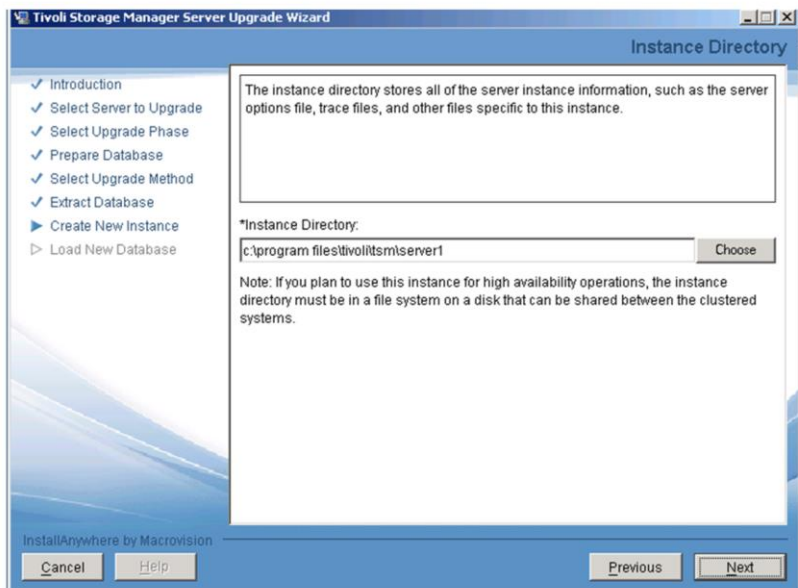 Tivoli Storage Manager Server Upgrade Wizard
Instance Directory
Introduction
Select Server to Upgrade
Select Upgrade Phase
Prepare Database
Select Upgrade Method
Extract Database
Create New Instance
Load New Database
The instance directory stores all of the server instance information, such as the server
options file, trace files, and other files specific to this instance.
*Instance Directory:
c:\program files\tivoli\tsm\server1
Choose
Note: If you plan to use this instance for high availability operations, the instance
directory must be in a file system on a disk that can be shared between the clustered
systems.
InstallAnywhere by Macrovision
Cancel
Help
Previous
Next